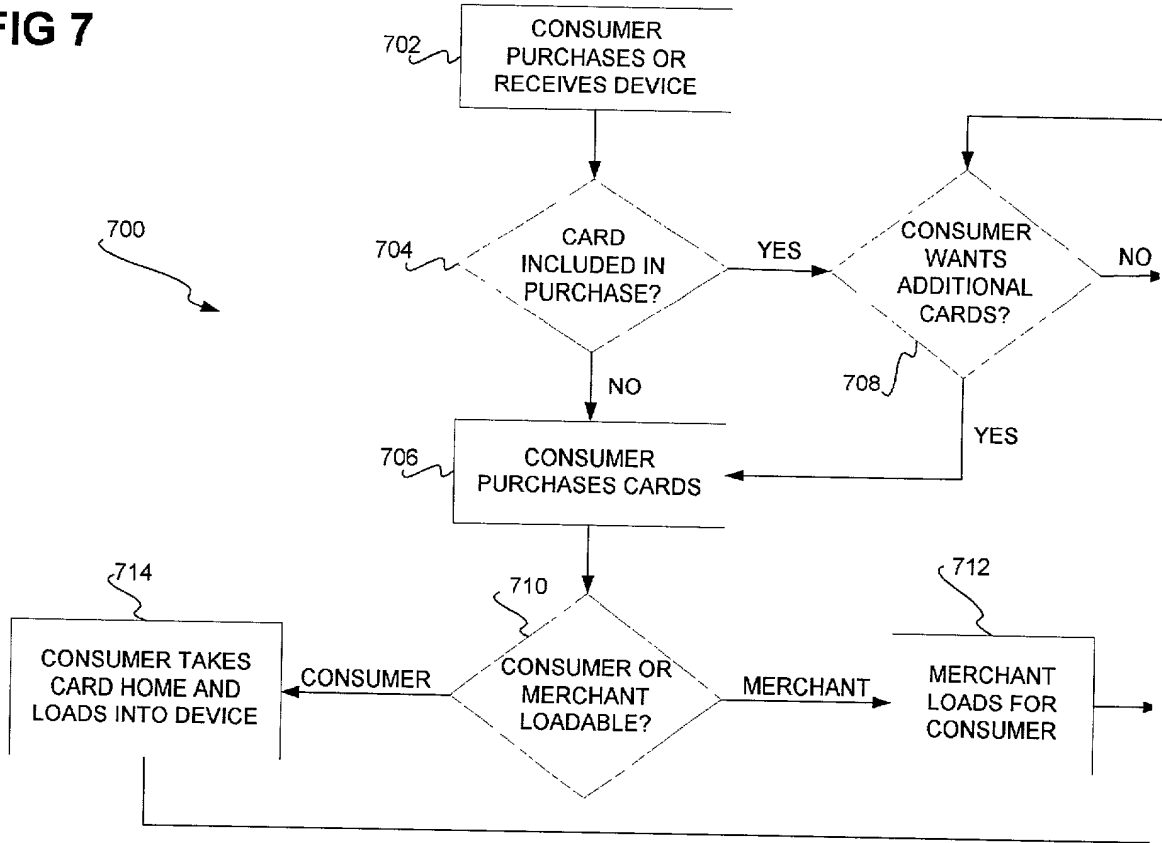 FIG 7
702
CONSUMER
PURCHASES OR
RECEIVES DEVICE
700
704
CARD
INCLUDED IN
PURCHASE?
YES
CONSUMER
WANTS
ADDITIONAL
CARDS?
NO
708
NO
YES
706
CONSUMER
PURCHASES CARDS
714
710
712
CONSUMER TAKES
CARD HOME AND
LOADS INTO DEVICE
CONSUMER
CONSUMER OR
MERCHANT
LOADABLE?
MERCHANT
MERCHANT
LOADS FOR
CONSUMER